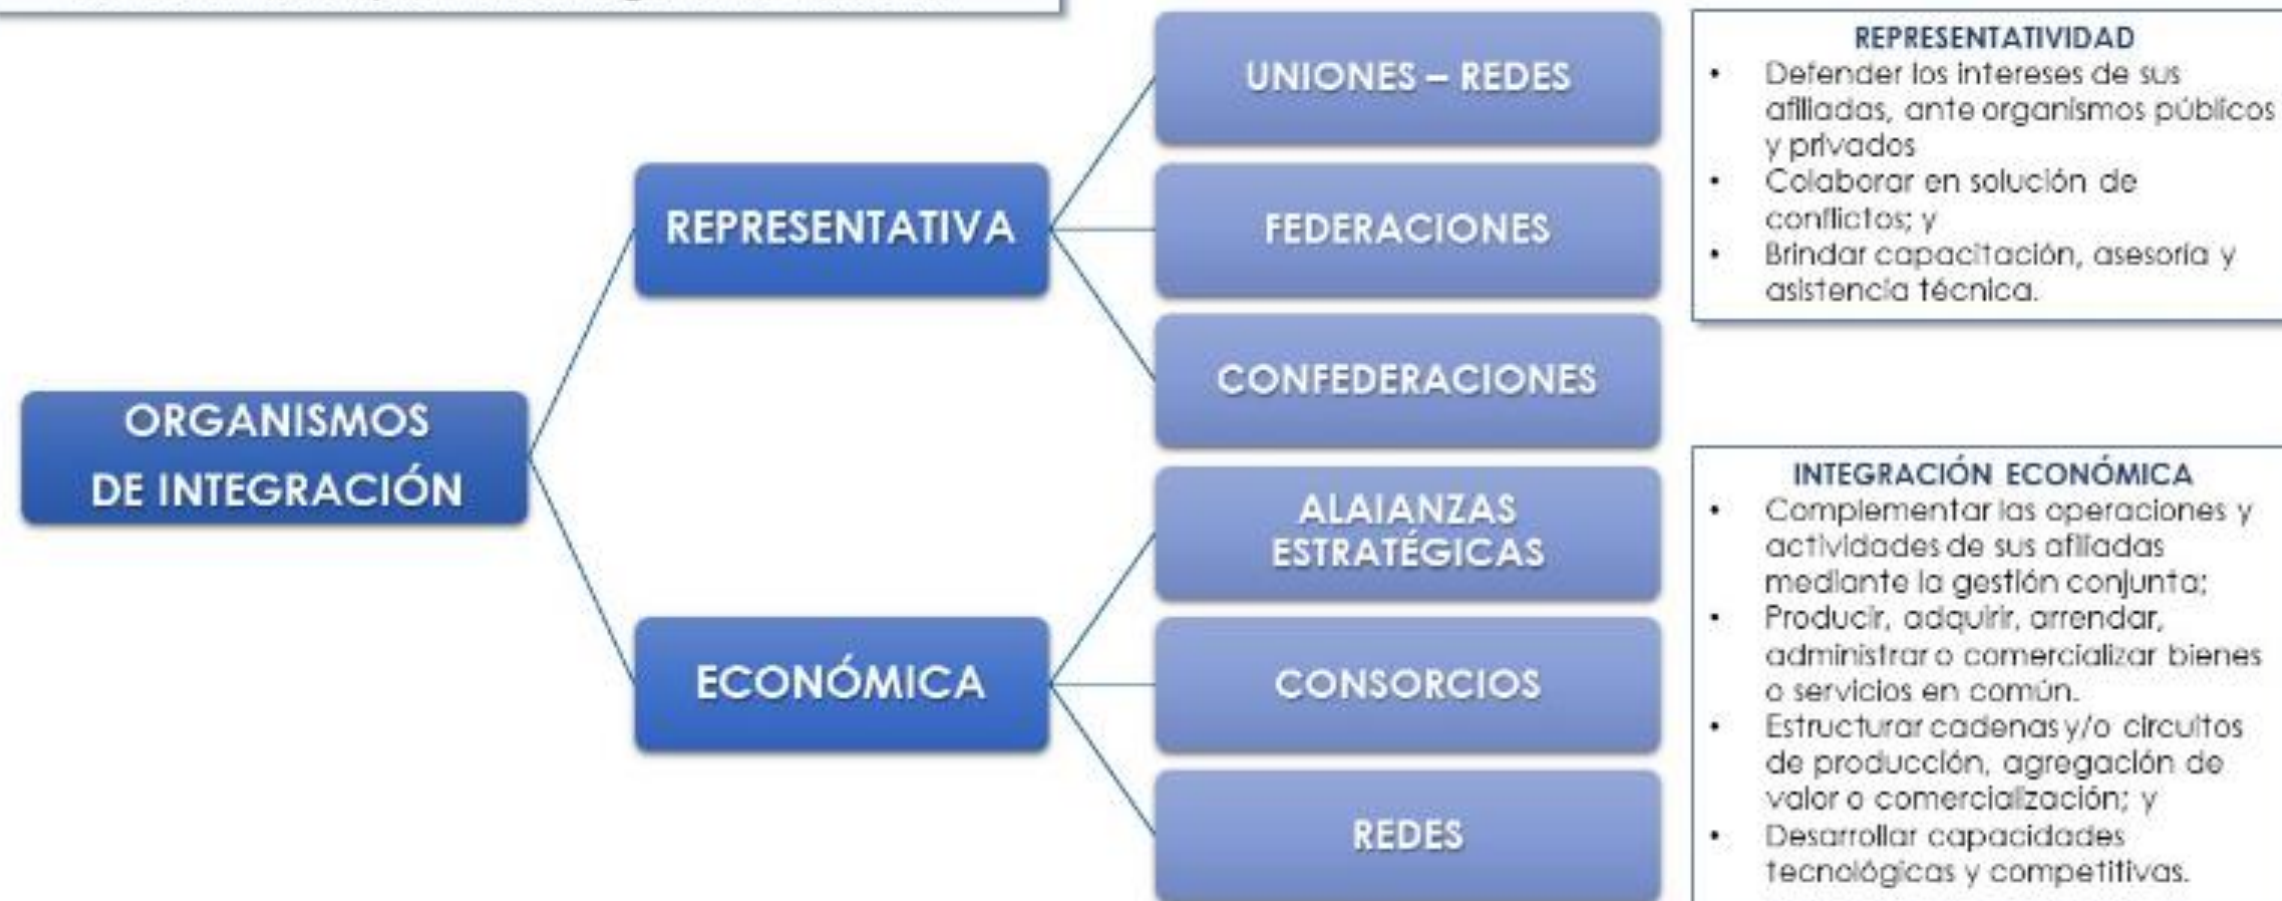 UNIONES – REDES
REPRESENTATIVA
FEDERACIONES
CONFEDERACIONES
ORGANISMOS
DE INTEGRACIÓN
ALAIANZAS
ESTRATÉGICAS
ECONÓMICA
CONSORCIOS
REDES
REPRESENTATIVIDAD
• Defender los intereses de sus
afiliadas, ante organismos públicos
y privados
• Colaborar en solución de
conflictos; y
• Brindar capacitación, asesoría y
asistencia técnica.
INTEGRACIÓN ECONÓMICA
• Complementar las operaciones y
actividades de sus afiliadas
mediante la gestión conjunta;
• Producir, adquirir, arrendar,
administrar o comercializar bienes
o servicios en común.
• Estructurar cadenas y/o circuitos
de producción, agregación de
valor o comercialización; y
• Desarrollar capacidades
tecnológicas y competitivas.